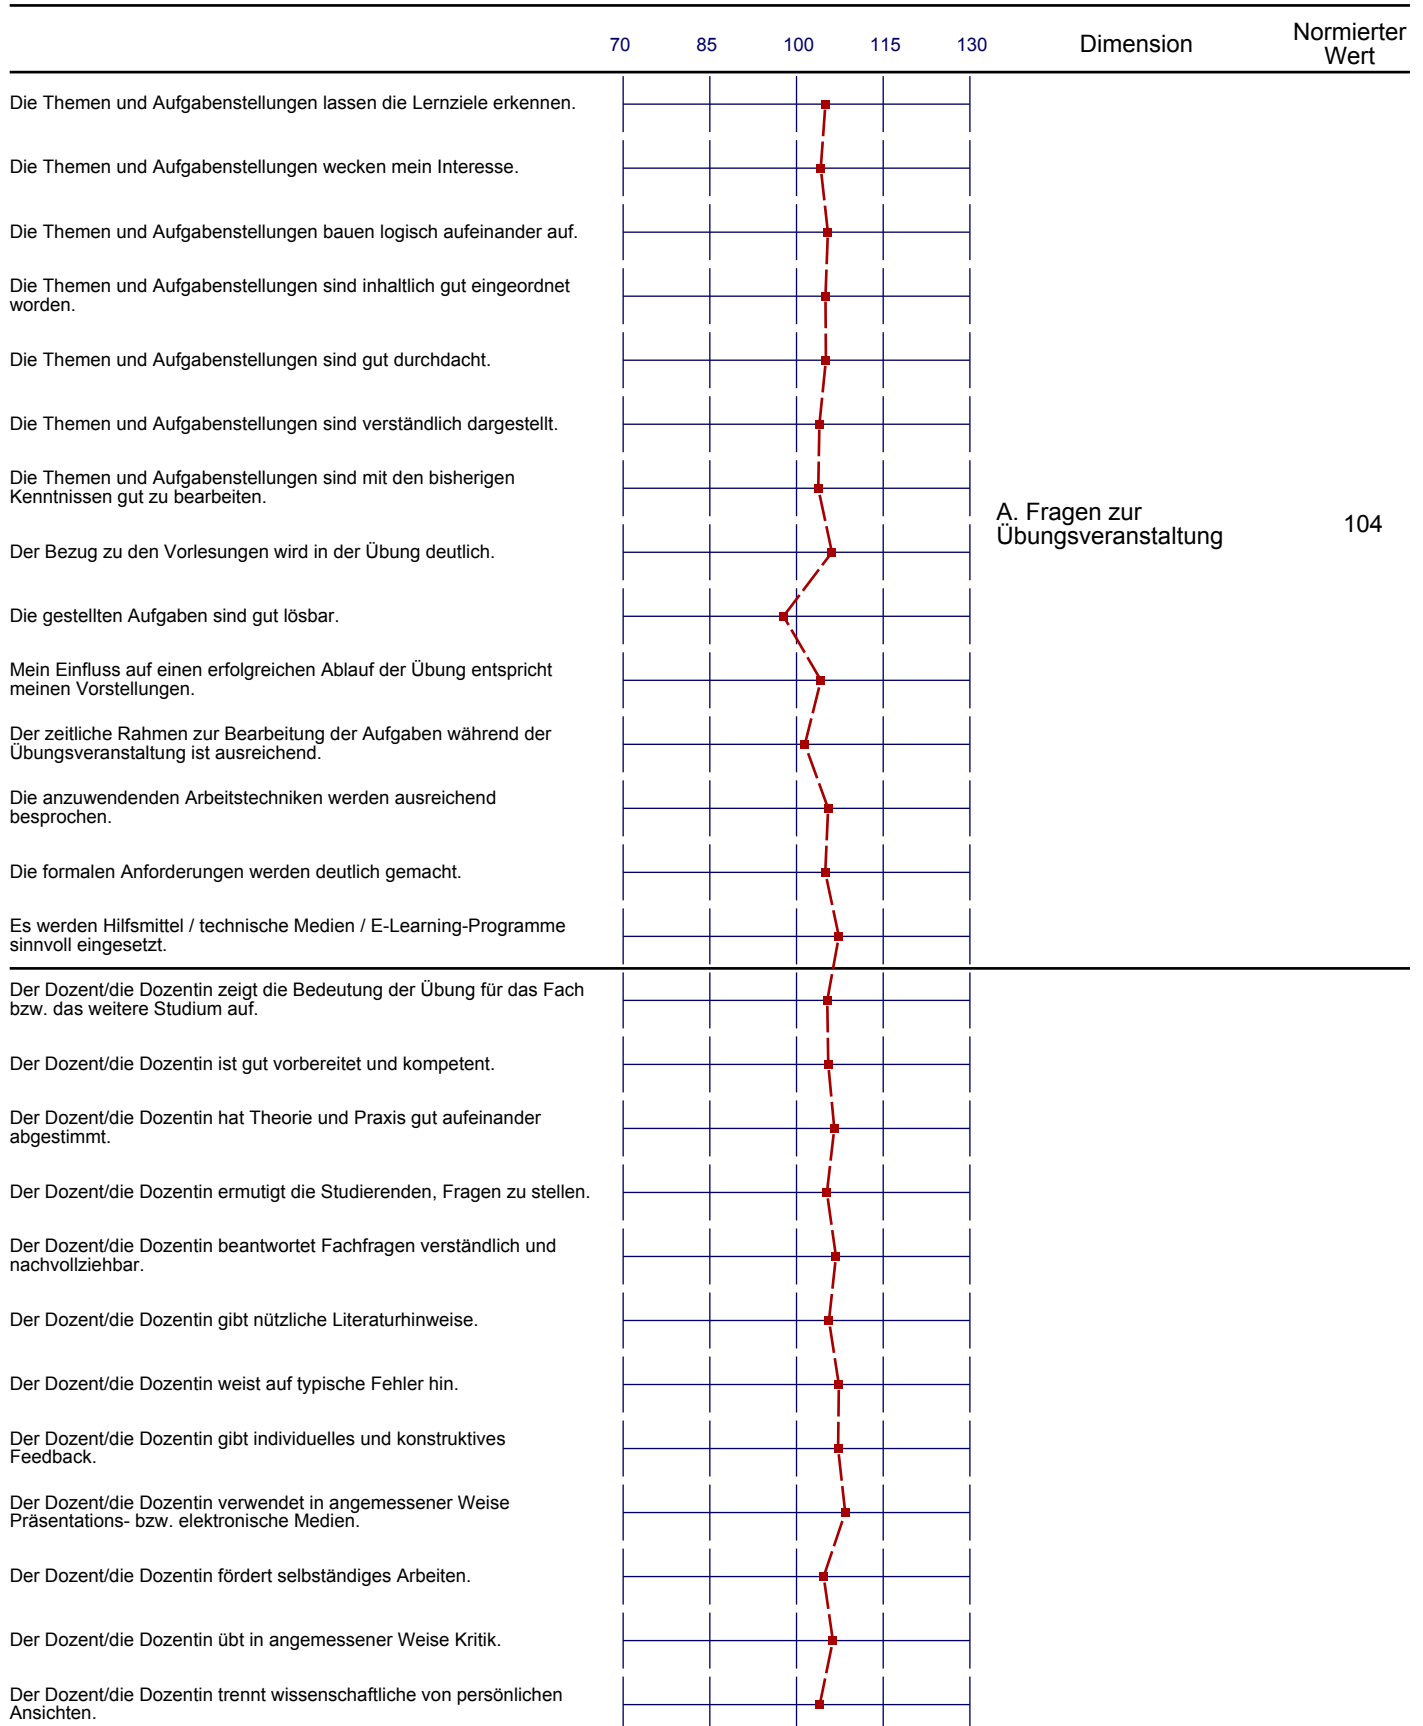 70 85 100 115 130 Dimension Normierter
Wert
Die Themen und Aufgabenstellungen lassen die Lernziele erkennen.
Die Themen und Aufgabenstellungen wecken mein Interesse.
Die Themen und Aufgabenstellungen bauen logisch aufeinander auf.
Die Themen und Aufgabenstellungen sind inhaltlich gut eingeordnet
worden.
Die Themen und Aufgabenstellungen sind gut durchdacht.
Die Themen und Aufgabenstellungen sind verständlich dargestellt.
Die Themen und Aufgabenstellungen sind mit den bisherigen
Kenntnissen gut zu bearbeiten.
A. Fragen zur
Übungsveranstaltung
104
Der Bezug zu den Vorlesungen wird in der Übung deutlich.
Die gestellten Aufgaben sind gut lösbar.
Mein Einfluss auf einen erfolgreichen Ablauf der Übung entspricht
meinen Vorstellungen.
Der zeitliche Rahmen zur Bearbeitung der Aufgaben während der
Übungsveranstaltung ist ausreichend.
Die anzuwendenden Arbeitstechniken werden ausreichend
besprochen.
Die formalen Anforderungen werden deutlich gemacht.
Es werden Hilfsmittel / technische Medien / E-Learning-Programme
sinnvoll eingesetzt.
Der Dozent/die Dozentin zeigt die Bedeutung der Übung für das Fach
bzw. das weitere Studium auf.
Der Dozent/die Dozentin ist gut vorbereitet und kompetent.
Der Dozent/die Dozentin hat Theorie und Praxis gut aufeinander
abgestimmt.
Der Dozent/die Dozentin ermutigt die Studierenden, Fragen zu stellen.
Der Dozent/die Dozentin beantwortet Fachfragen verständlich und
nachvollziehbar.
Der Dozent/die Dozentin gibt nützliche Literaturhinweise.
Der Dozent/die Dozentin weist auf typische Fehler hin.
Der Dozent/die Dozentin gibt individuelles und konstruktives
Feedback.
Der Dozent/die Dozentin verwendet in angemessener Weise
Präsentations- bzw. elektronische Medien.
Der Dozent/die Dozentin fördert selbständiges Arbeiten.
Der Dozent/die Dozentin übt in angemessener Weise Kritik.
Der Dozent/die Dozentin trennt wissenschaftliche von persönlichen
Ansichten.